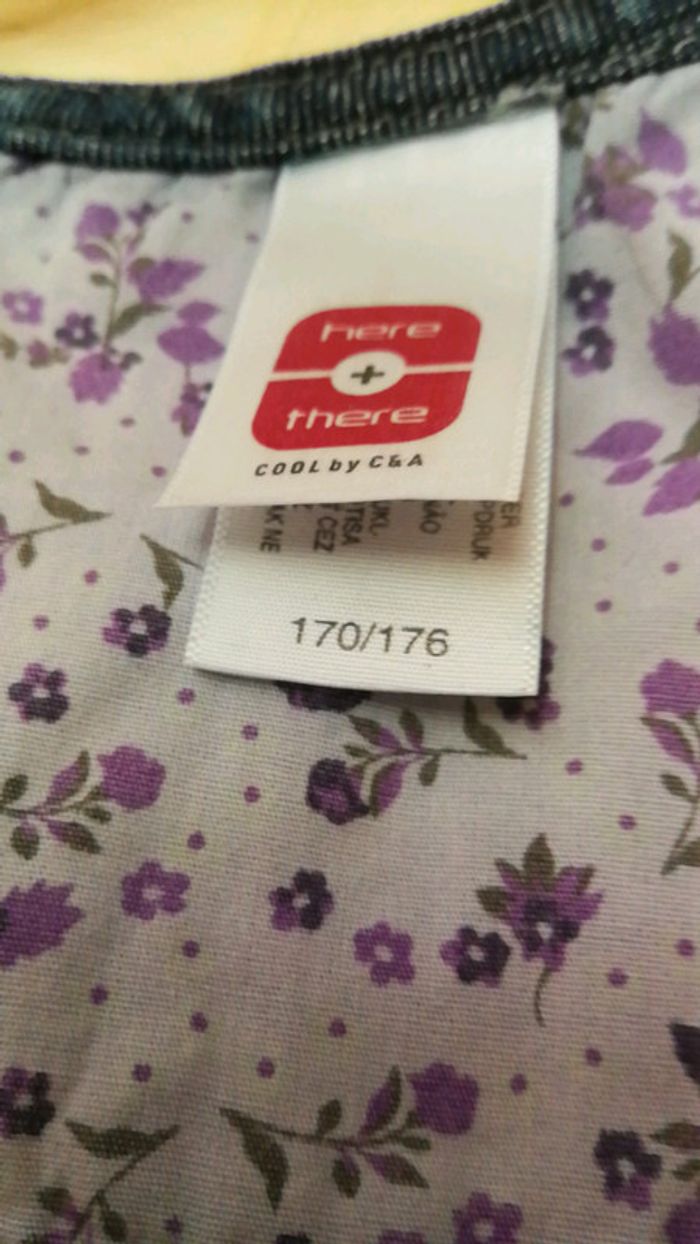 here
+
there
COOL by C&A
170/176